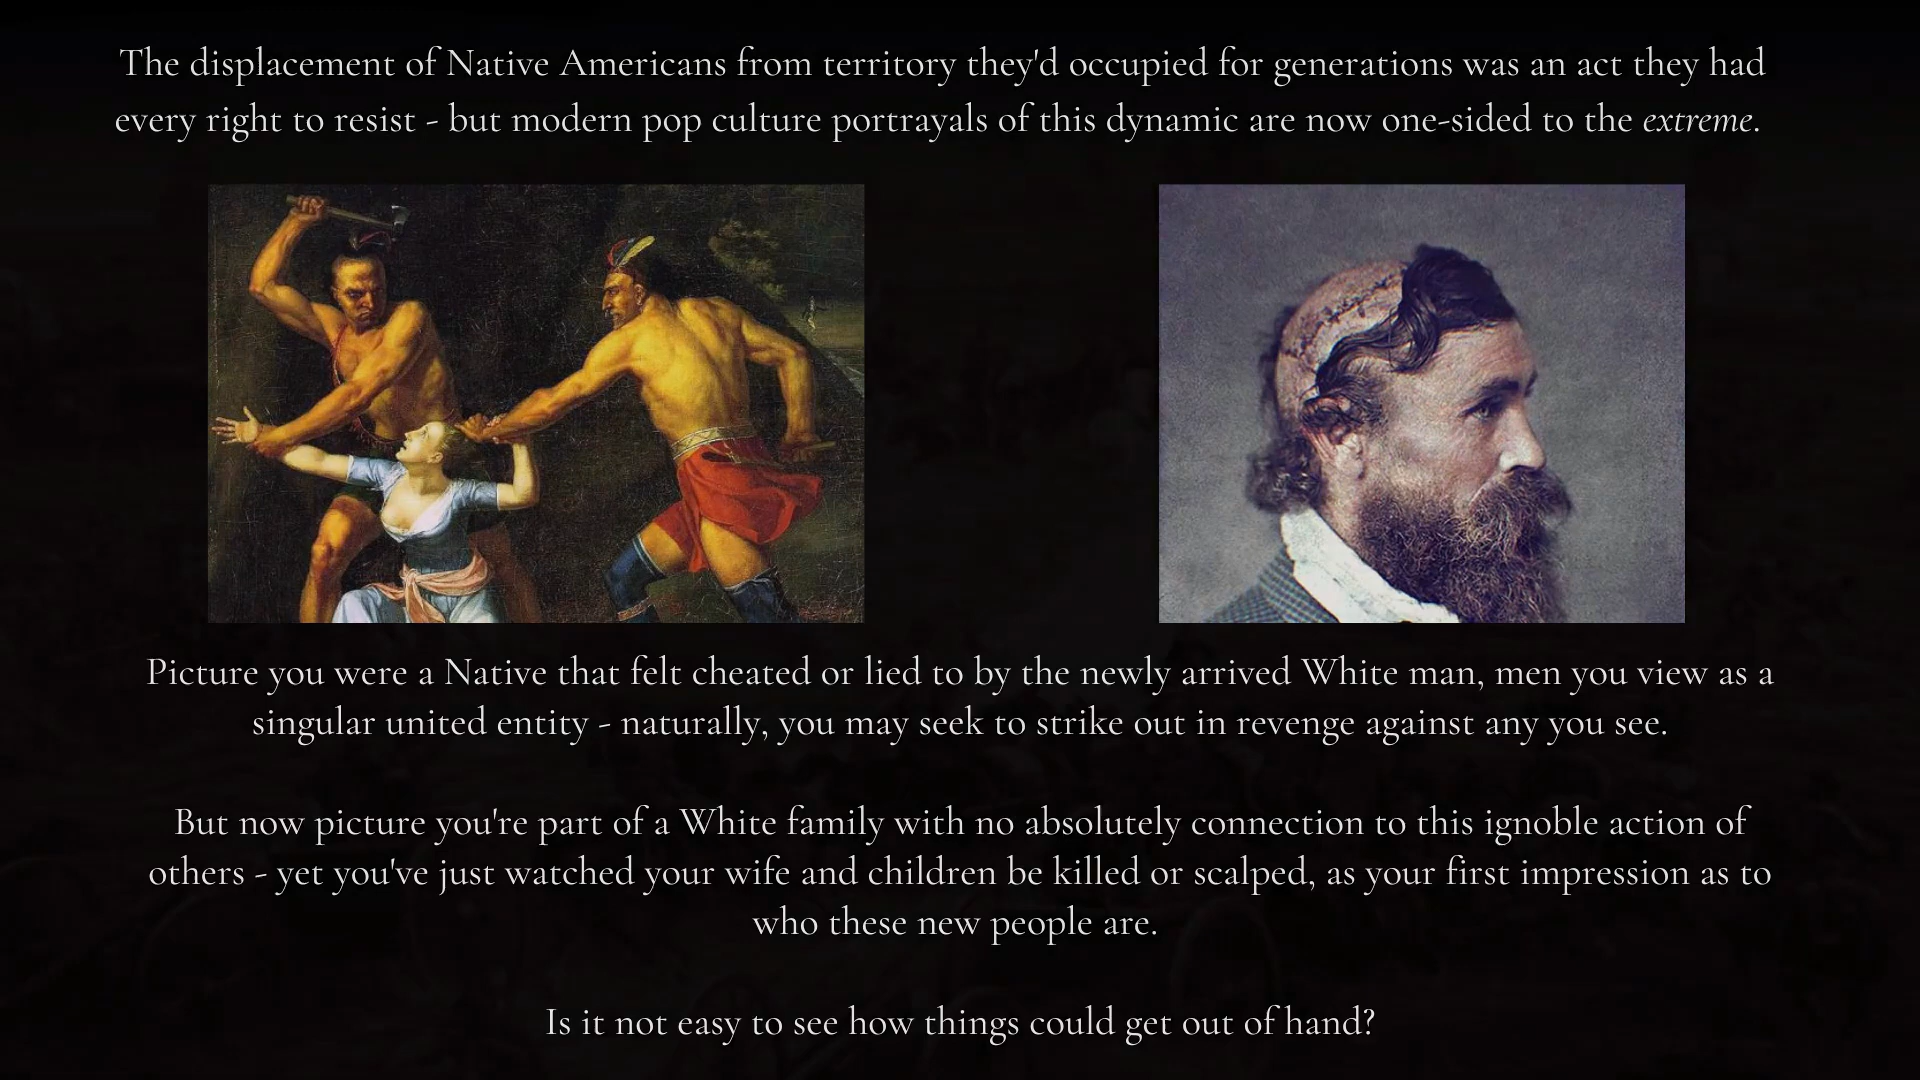 The displacement of Native Americans from territory they'd occupied for generations was an act they had
every right to resist - but modern pop culture portrayals of this dynamic are now one-sided to the extreme.
Picture you were a Native that felt cheated or lied to by the newly arrived White man, men you view as a
singular united entity - naturally, you may seek to strike out in revenge against any you see.
But now picture you're part of a White family with no absolutely connection to this ignoble action of
others - yet you've just watched your wife and children be killed or scalped, as your first impression as to
who these new people are.
Is it not easy to see how things could get out of hand?